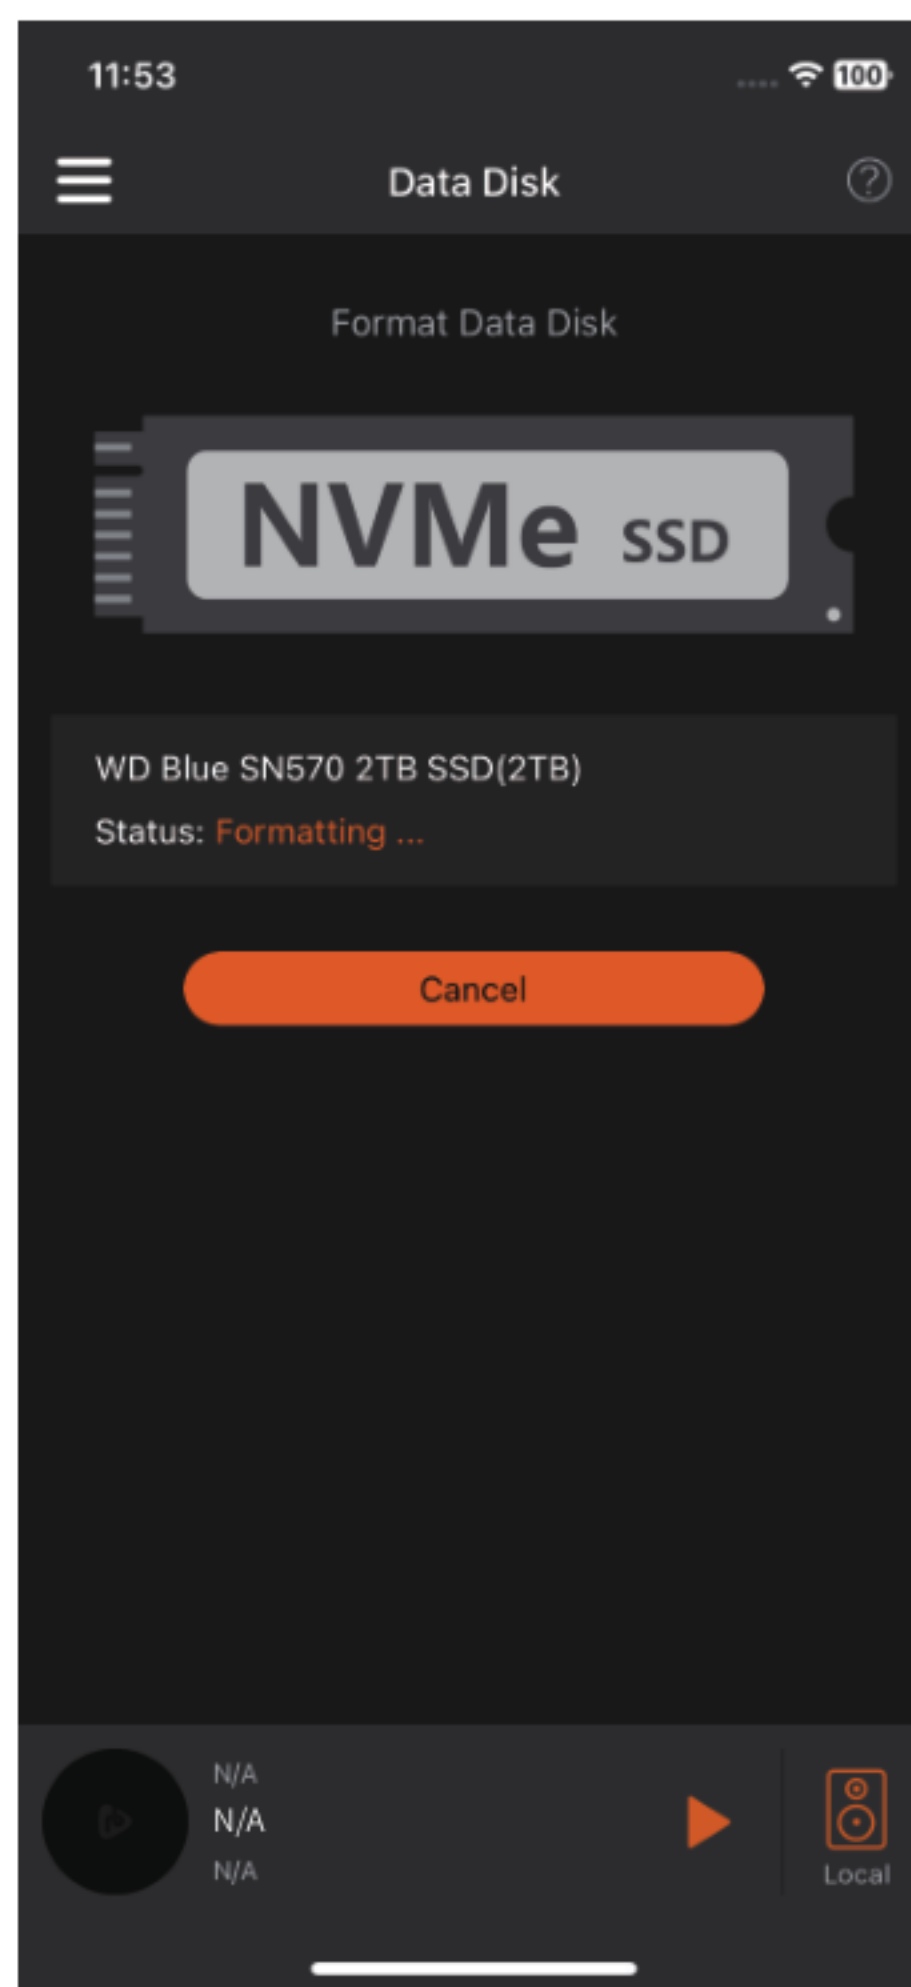 11:53
100
Data Disk
?
Format Data Disk
NVMe SSD
WD Blue SN570 2TB SSD(2TB)
Status: Formatting ...
Cancel
N/A
N/A
N/A
Local